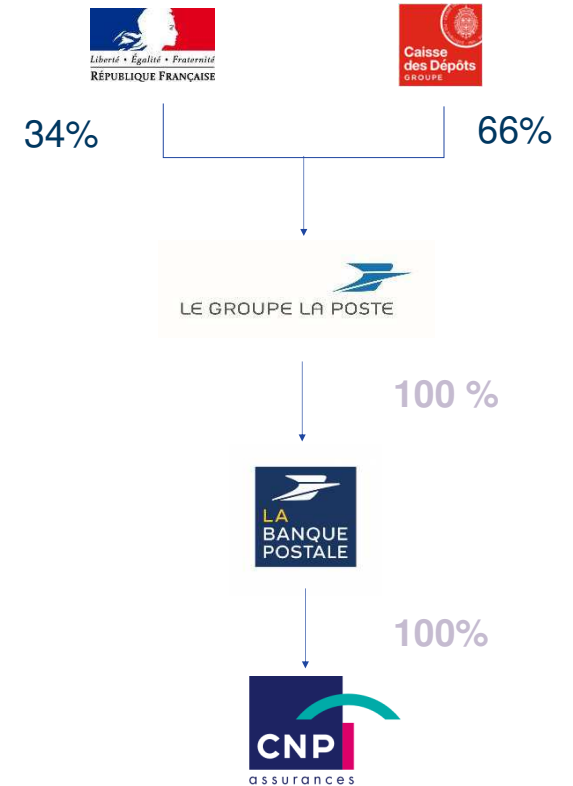 Liberté • Égalité • Fraternité
RÉPUBLIQUE FRANÇAISE
Caisse
des Dépôts
GROUPE
34%
66%
LE GROUPE LA POSTE
100 %
LA
BANQUE
POSTALE
100%
CNP
assurances